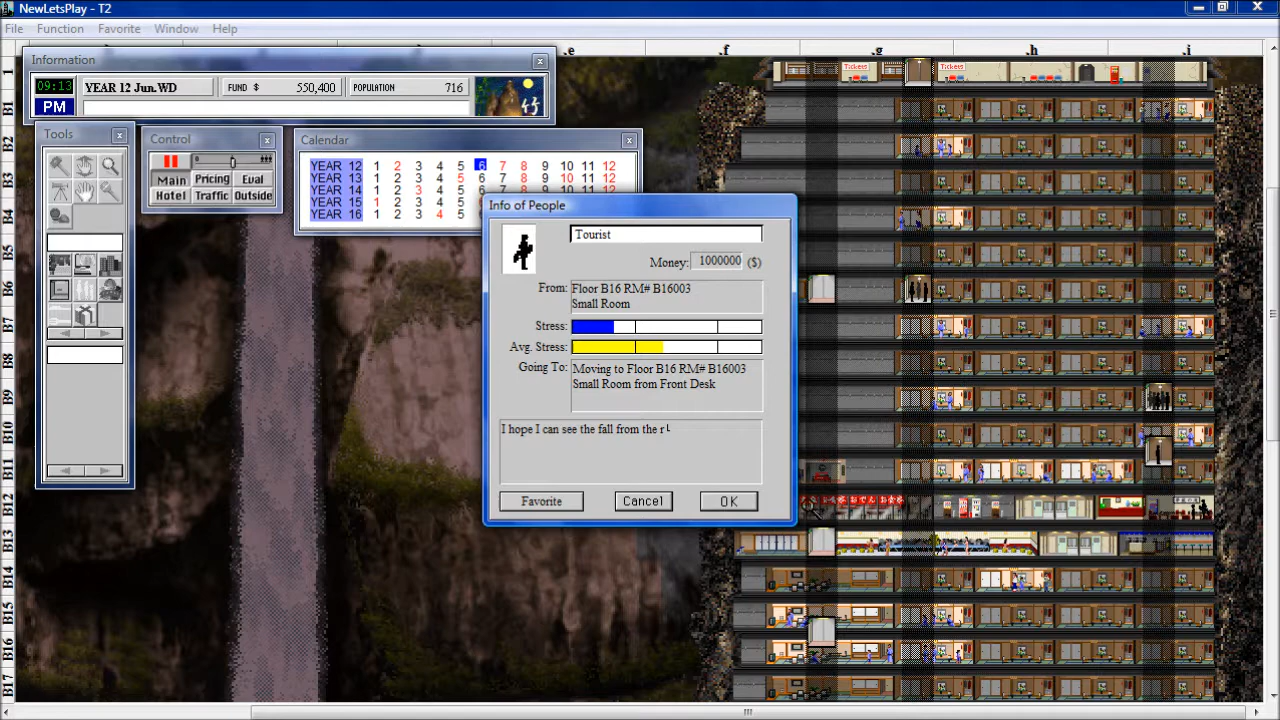 NewLetsPlay - T2
File Function Favorite Window Help
,e ,f ,g ,h ,i
Information
09:13 PM
YEAR 12 Jun.WD FUND $ 550,400 POPULATION 716
Tools
Control
Main Pricing Eual
Hotel Traffic Outside
Calendar
YEAR 12 1 2 3 4 5 6 7 8 9 10 11 12
YEAR 13 1 2 3 4 5 6 7 8 9 10 11 12
YEAR 14 1 2 3 4 5 6 7 8 9 10 11 12
YEAR 15 1 2 3 4 5
YEAR 16 1 2 3 4 5
Info of People
Tourist
Money: 1000000 ($)
From: Floor B16 RM# B16003
Small Room
Stress:
Avg. Stress:
Going To: Moving to Floor B16 RM# B16003
Small Room from Front Desk
I hope I can see the fall from the r
Favorite Cancel OK
Tickets Tickets
1
B1
B2
B3
B4
B5
B6
B7
B8
B9
B10
B11
B12
B13
B14
B15
B16
B17